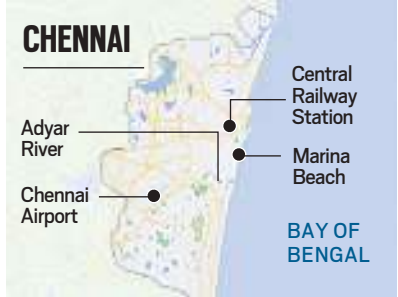 CHENNAI
Central
Railway
Station
Adyar
River
Marina
Beach
Chennai
Airport
BAY OF
BENGAL